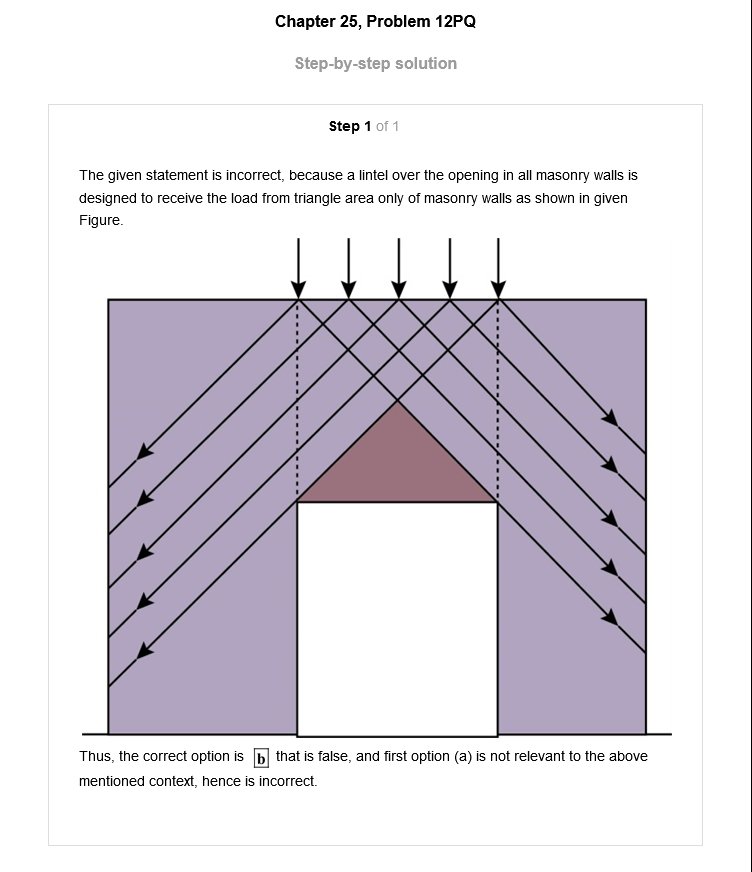 Chapter 25, Problem 12PQ
Step-by-step solution
Step 1 of 1
The given statement is incorrect, because a lintel over the opening in all masonry walls is
designed to receive the load from triangle area only of masonry walls as shown in given
Figure.
Thus, the correct option is b that is false, and first option (a) is not relevant to the above
mentioned context, hence is incorrect.